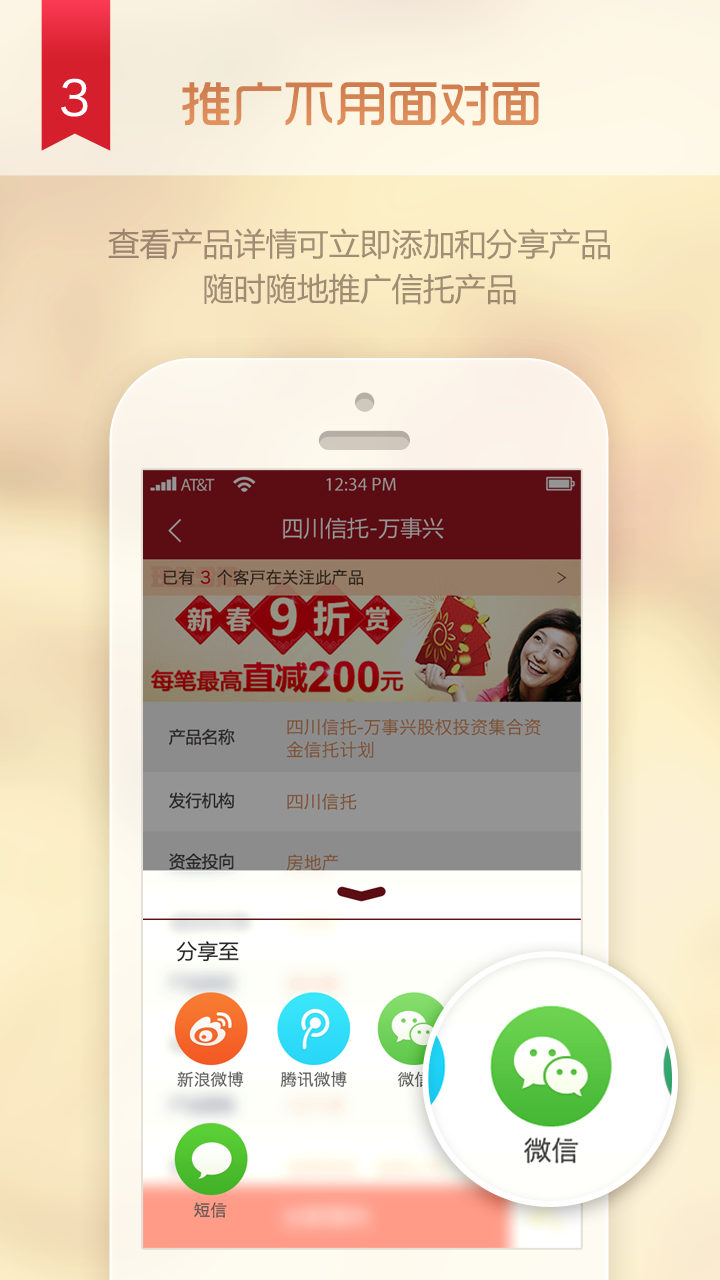 3
推广不用面对面
查看产品详情可立即添加和分享产品
随时随地推广信托产品
AT&T 12:34 PM
四川信托-万事兴
已有 3 个客戸在关注此产品 >
新春9折赏
每笔最高直减200元
产品名称 四川信托-万事兴股权投资集合资
金信托计划
发行机构 四川信托
资金投向 房地产
分享至
新浪微博 腾讯微博 微信
微信
短信